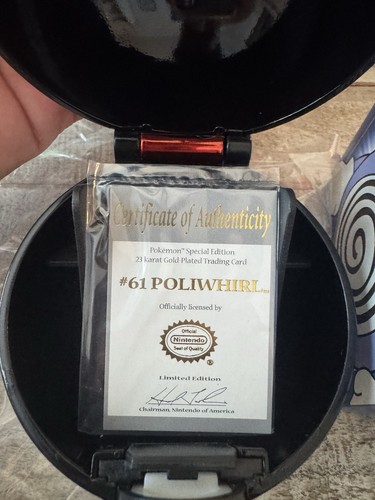 Certificate of Authenticity
Pokémon™ Special Edition
23 karat Gold Plated Trading Card
#61 POLIWHIRL
Officially licensed by
Official
Nintendo
Seal of Quality
®
Limited Edition
Chairman, Nintendo of America